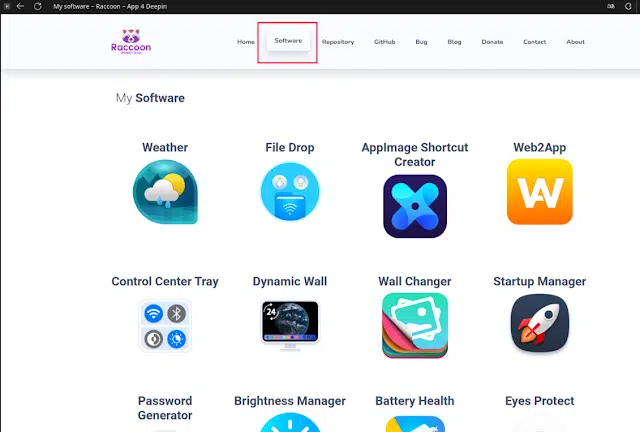 My software – Raccoon – App 4 Deepin
Raccoon
Home Software Repository GitHub Bug Blog Donate Contact About
My Software
Weather File Drop AppImage Shortcut Creator Web2App
W
Control Center Tray Dynamic Wall Wall Changer Startup Manager
24
Password Generator Brightness Manager Battery Health Eyes Protect